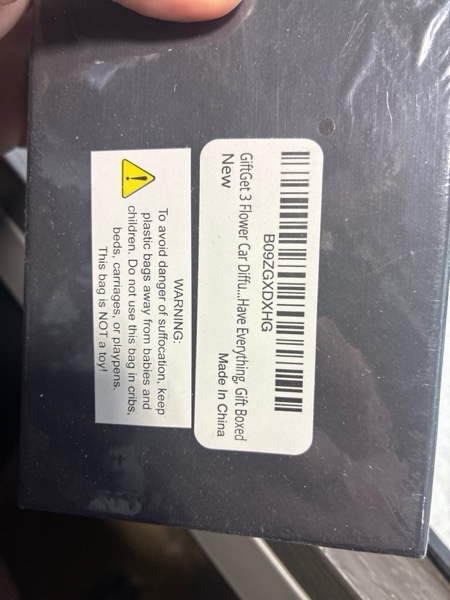 B09ZGXDXHG
GiftGet 3 Flower Car Diffu...Have Everything, Gift Boxed
New
Made In China
WARNING:
To avoid danger of suffocation, keep
plastic bags away from babies and
children. Do not use this bag in cribs,
beds, carriages, or playpens.
This bag is NOT a toy!